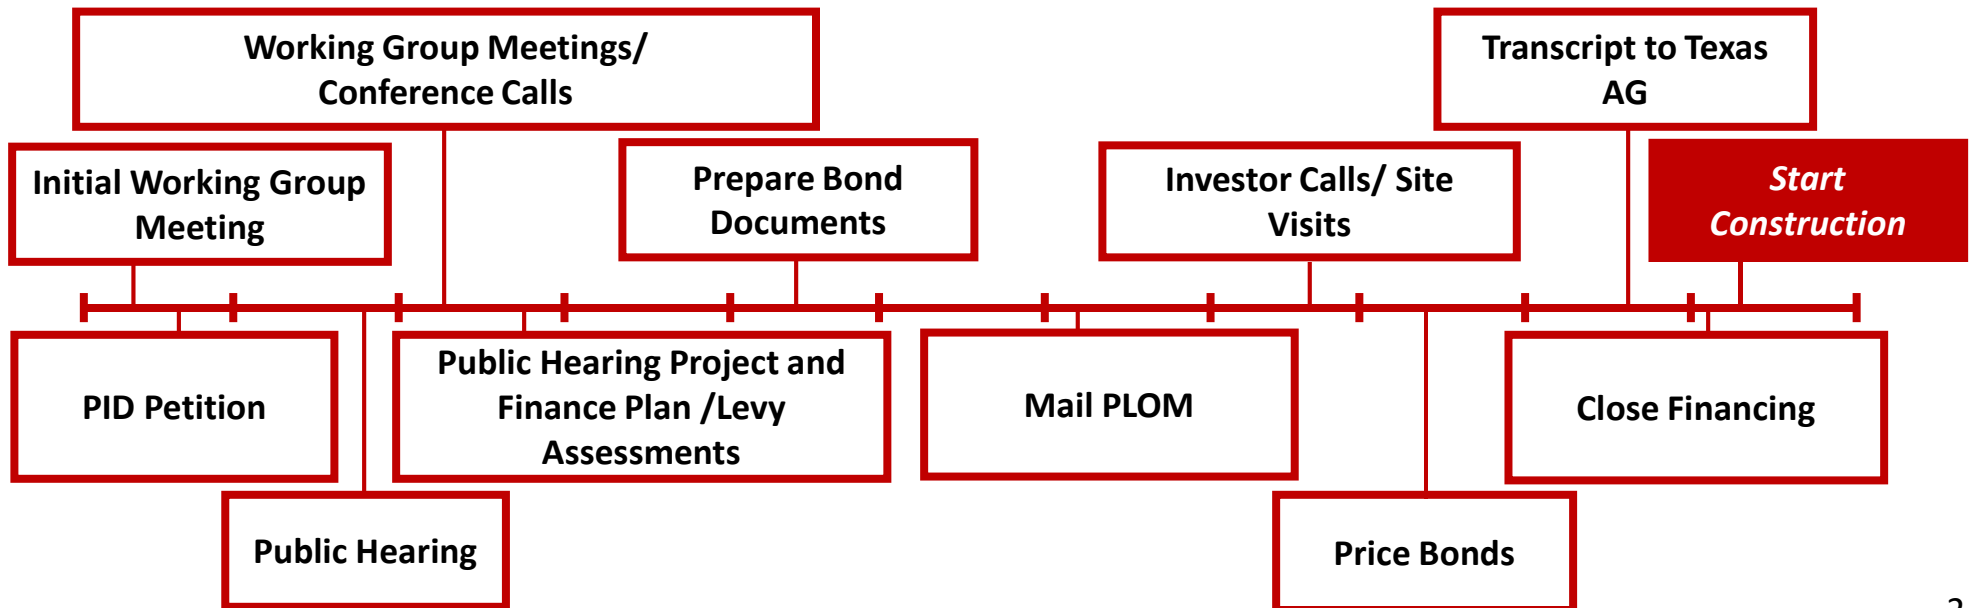 Working Group Meetings/
Conference Calls
Transcript to Texas
AG
Initial Working Group
Meeting
Prepare Bond
Documents
Investor Calls/ Site
Visits
Start
Construction
PID Petition
Public Hearing Project and
Finance Plan /Levy
Assessments
Mail PLOM
Close Financing
Public Hearing
Price Bonds